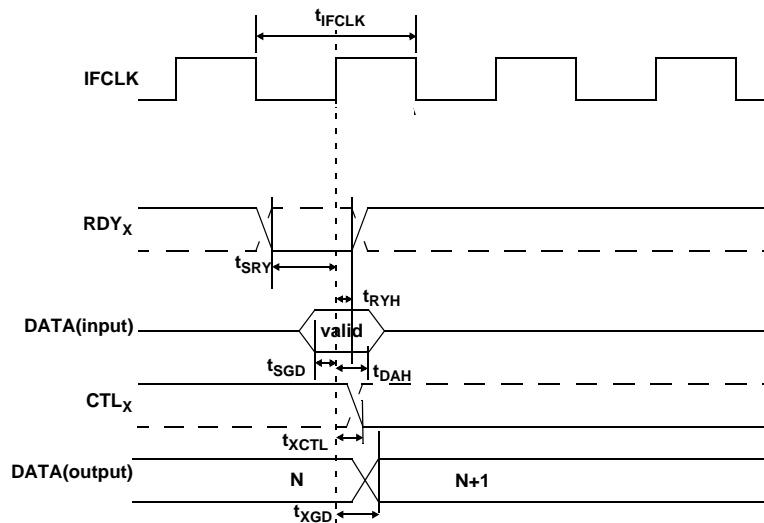 tIFCLK
IFCLK
RDYX
tSRY
tRYH
DATA(input)
valid
tSGD
tDAH
CTLX
tXCTL
DATA(output)
N
N+1
tXGD